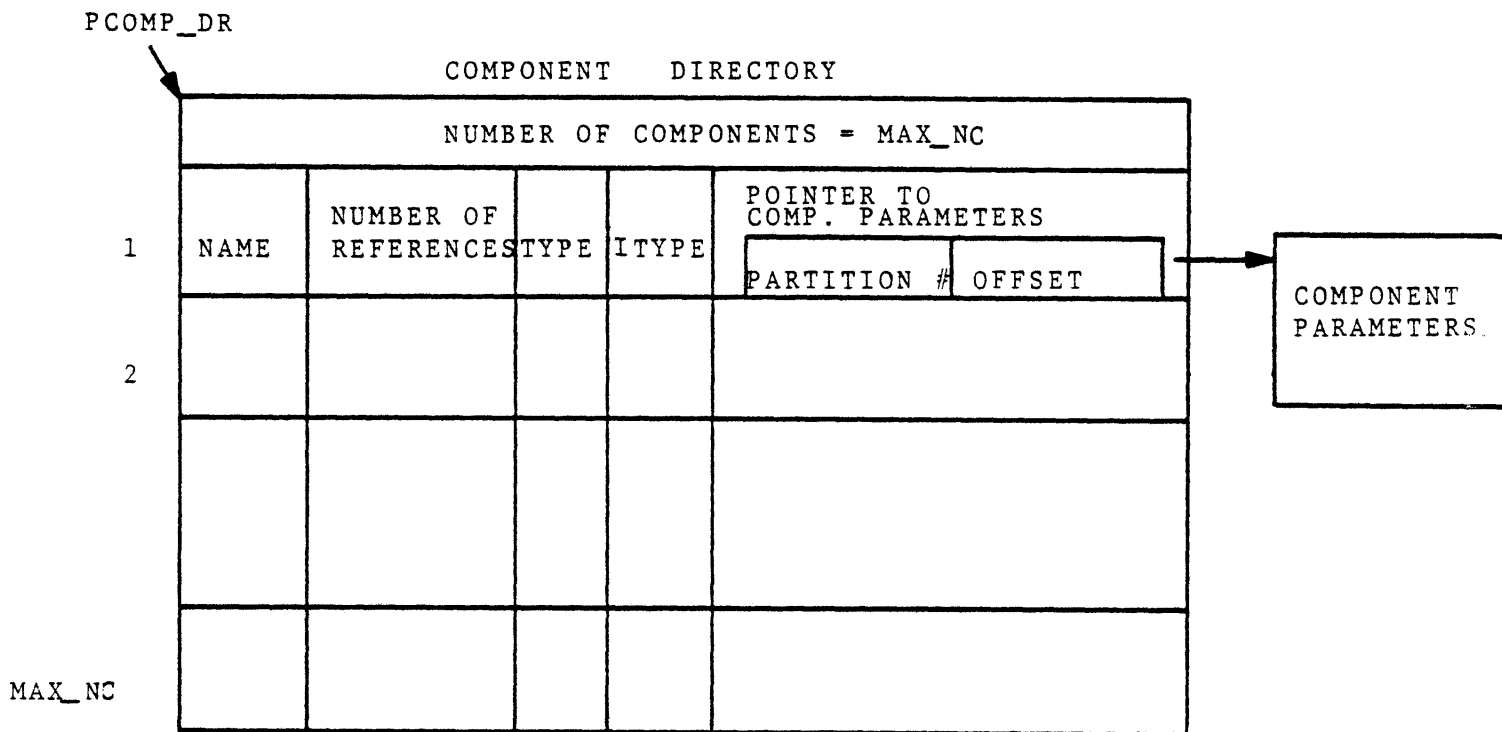 PCOMP_DR
COMPONENT DIRECTORY
NUMBER OF COMPONENTS = MAX_NC
1
NAME
NUMBER OF
REFERENCES
TYPE
ITYPE
POINTER TO
COMP. PARAMETERS
PARTITION #
OFFSET
COMPONENT
PARAMETERS.
2
MAX_NC